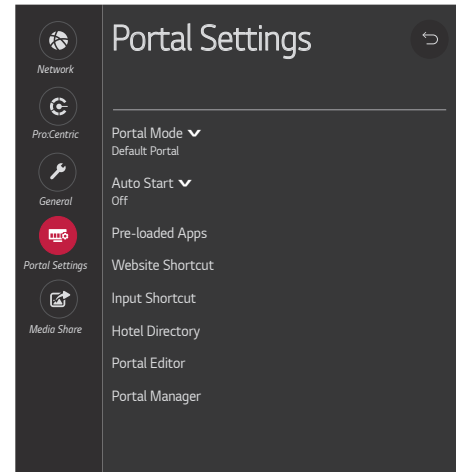 Portal Settings
Network
Pro:Centric
General
Portal Settings
Media Share
Portal Mode
Default Portal
Auto Start
Off
Pre-loaded Apps
Website Shortcut
Input Shortcut
Hotel Directory
Portal Editor
Portal Manager